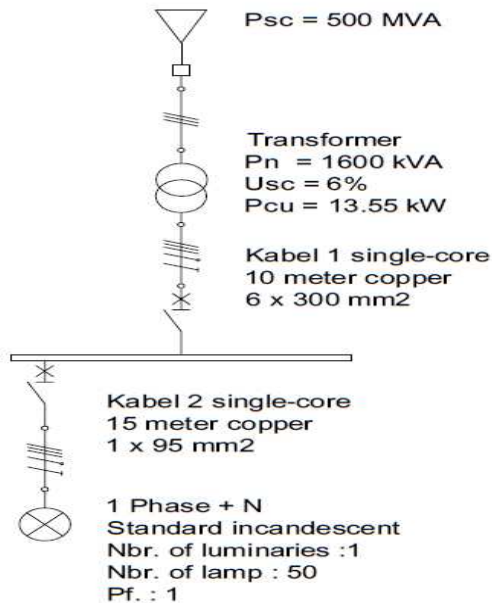 Psc = 500 MVA
Transformer
Pn = 1600 kVA
Usc = 6%
Pcu = 13.55 kW
Kabel 1 single-core
10 meter copper
6 x 300 mm2
Kabel 2 single-core
15 meter copper
1 x 95 mm2
1 Phase + N
Standard incandescent
Nbr. of luminaries :1
Nbr. of lamp : 50
Pf. : 1